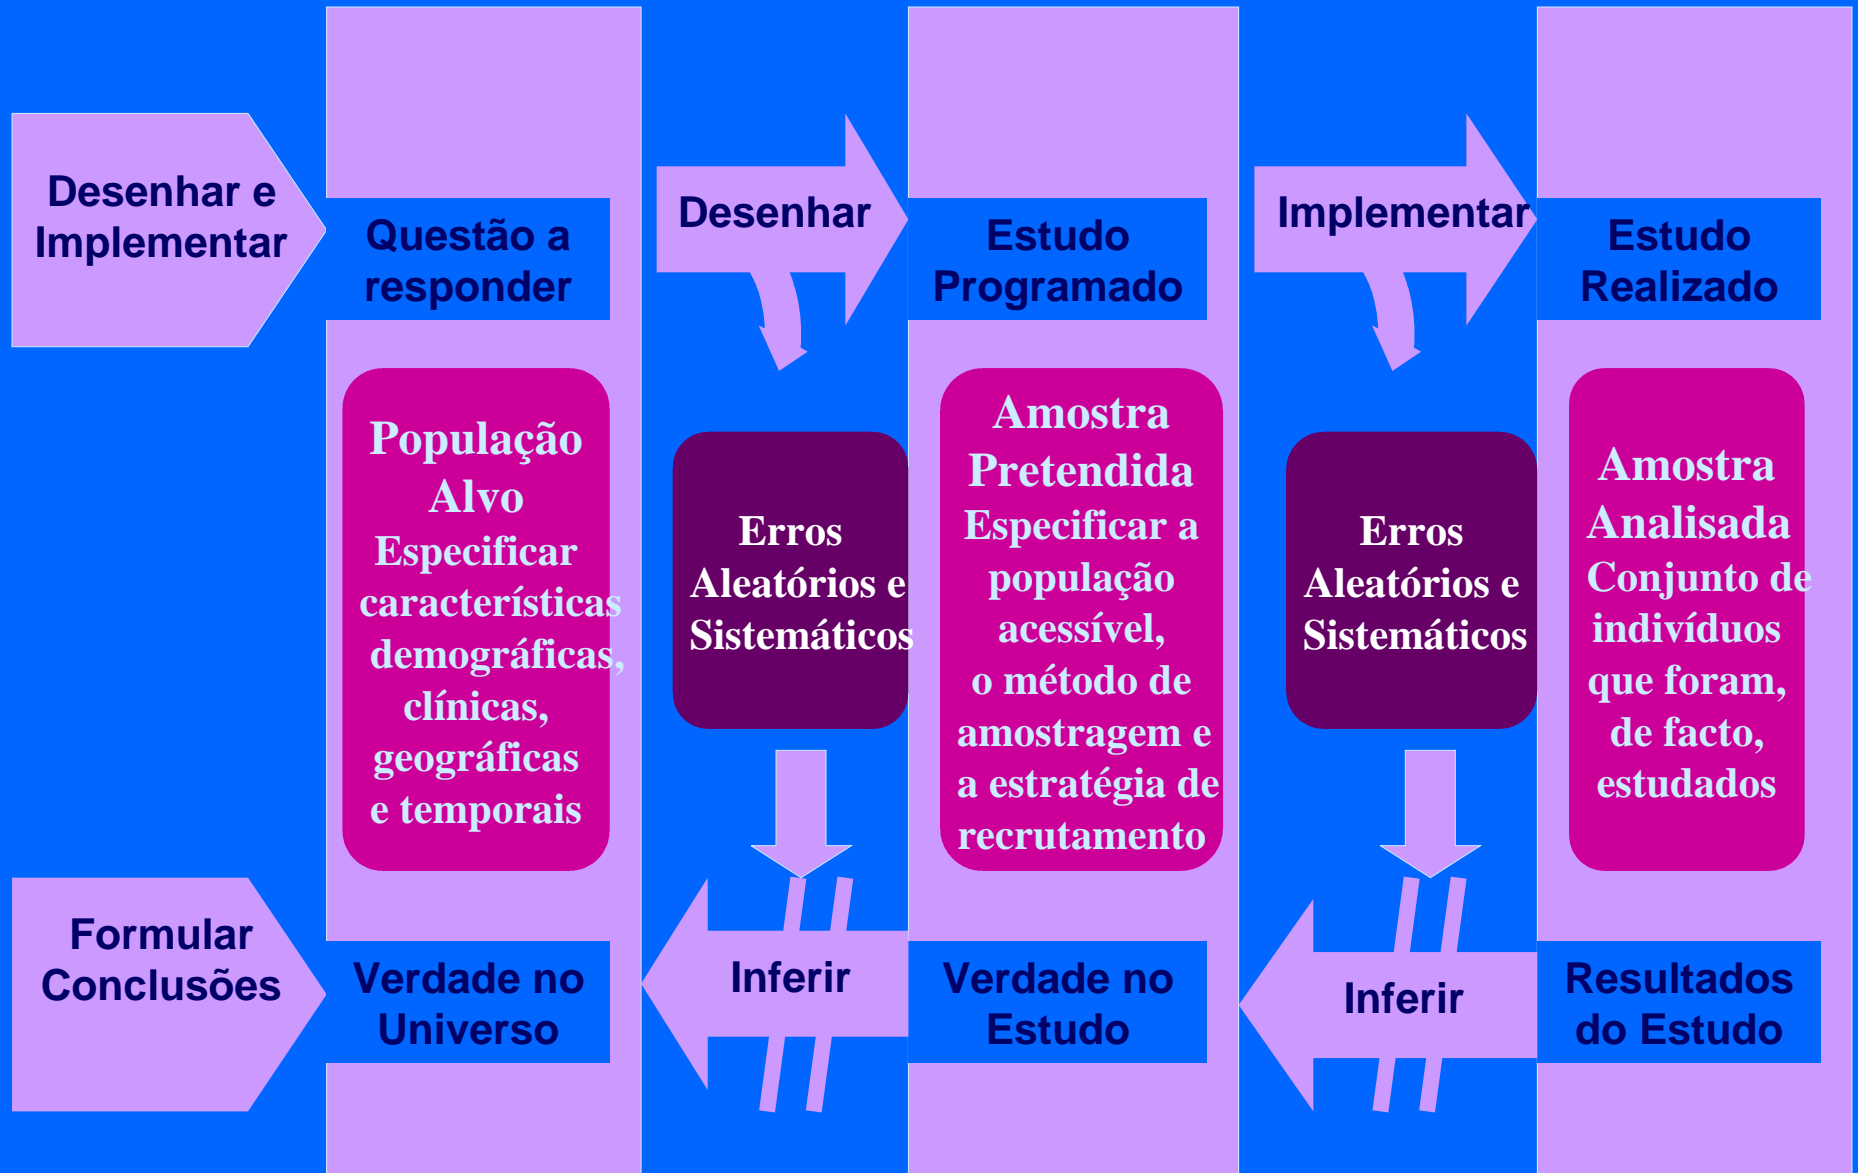 Desenhar e
Implementar
Questão a
responder
Desenhar
Estudo
Programado
Implementar
Estudo
Realizado
População
Alvo
Especificar
características
demográficas,
clínicas,
geográficas
e temporais
Erros
Aleatórios e
Sistemáticos
Amostra
Pretendida
Especificar a
população
acessível,
o método de
amostragem e
a estratégia de
recrutamento
Erros
Aleatórios e
Sistemáticos
Amostra
Analisada
Conjunto de
indivíduos
que foram,
de facto,
estudados
Formular
Conclusões
Verdade no
Universo
Inferir
Verdade no
Estudo
Inferir
Resultados
do Estudo